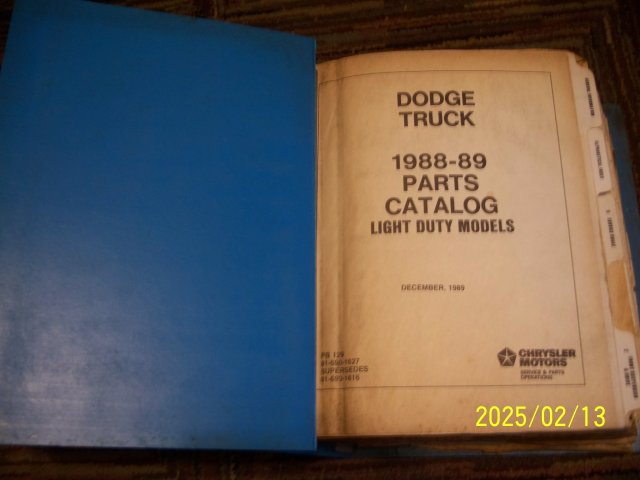 DODGE
TRUCK
1988-89
PARTS
CATALOG
LIGHT DUTY MODELS
DECEMBER, 1989
SUPERSEDES
CHRYSLER
MOTORS
SERVICE & PARTS
OPERATIONS
2025/02/13